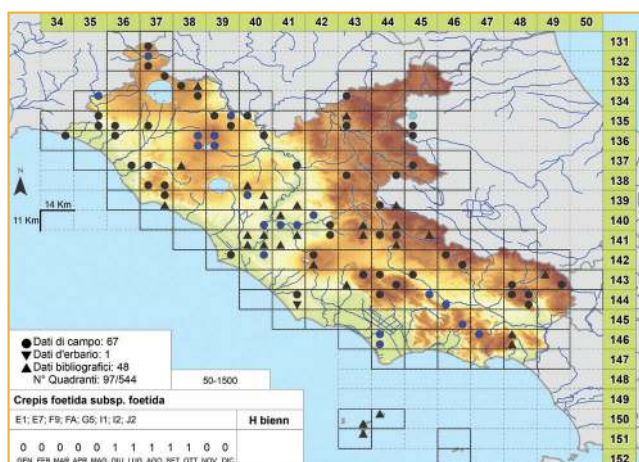 34 35 36 37 38 39 40 41 42 43 44 45 46 47 48 49 50
131
132
133
134
135
136
137
138
139
140
141
142
143
144
145
146
147
148
149
150
151
152
N
14 Km
11 Km
Dati di campo: 67
Dati d'erbario: 1
Dati bibliografici: 48
N° Quadranti: 97/544
50-1500
Crepis foetida subsp. foetida
E1; E7; F9; FA; G5; I1; I2; J2
H bienn
0 0 0 0 0 1 1 1 1 1 0 0
GEN FEB MAR APR MAG GIU LUG AGO SET OTT NOV DIC